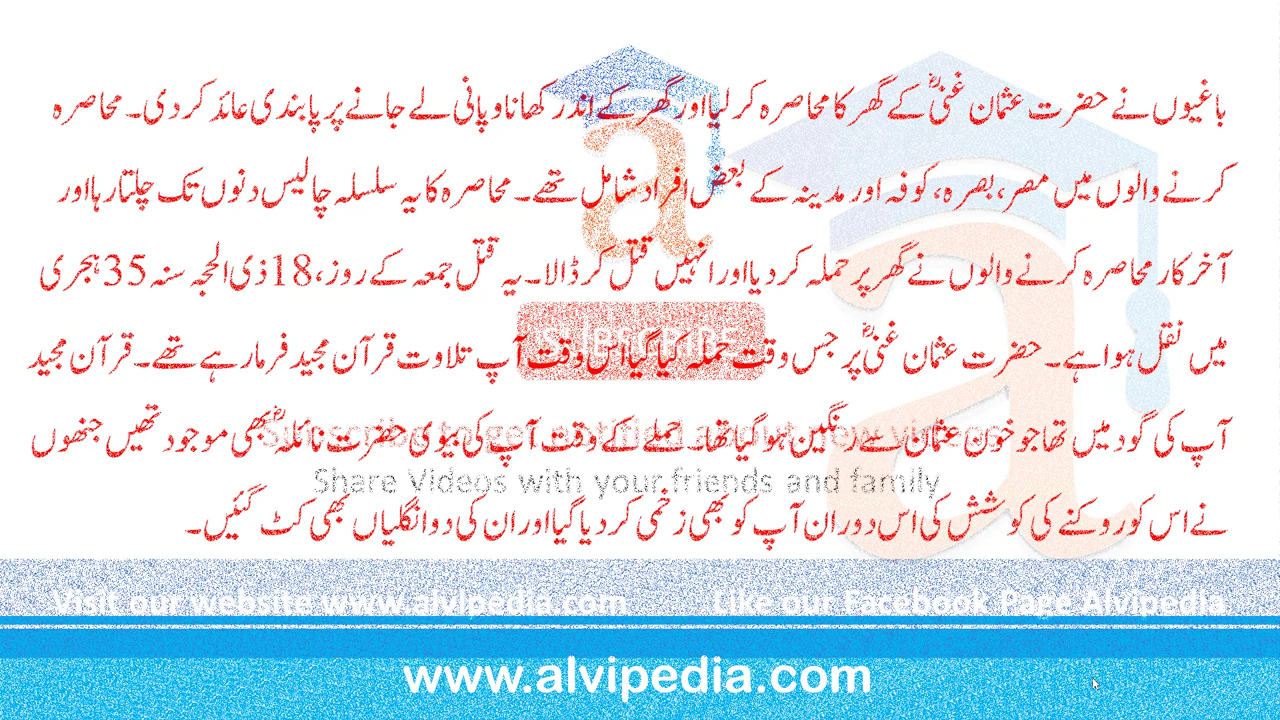 باغیوں نے حضرت عثمان غنیؓ کے گھر کا محاصرہ کر لیا اور گھر کے اندر کھانا و پانی لے جانے پر پابندی عائد کر دی۔ محاصرہ
کرنے والوں میں مصر، بصرہ، کوفہ اور مدینہ کے بعض افراد شامل تھے۔ محاصرہ کا یہ سلسلہ چالیس دنوں تک چلتا رہا اور
آخر کار محاصرہ کرنے والوں نے گھر پر حملہ کر دیا اور انہیں قتل کر ڈالا۔ یہ قتل جمعہ کے روز، 18 ذی الحجہ سنہ 35 ہجری
میں نقل ہوا ہے۔ حضرت عثمان غنیؓ پر جس وقت حملہ کیا گیا اس وقت آپ تلاوت قرآن مجید فرما رہے تھے۔ قرآن مجید
subscribe
آپ کی گود میں تھا جو خون عثمان سے رنگین ہو گیا تھا۔ حملے کے وقت آپ کی بیوی حضرت نائلہؓ بھی موجود تھیں جنھوں
Subscribe to get notified about new videos
Share Videos with your friends and family
نے اس کو روکنے کی کوشش کی اس دوران آپ کو بھی زخمی کر دیا گیا اور ان کی دو انگلیاں بھی کٹ گئیں۔
Visit our website www.alvipedia.com Like our Facebook Page Alvipedia
www.alvipedia.com